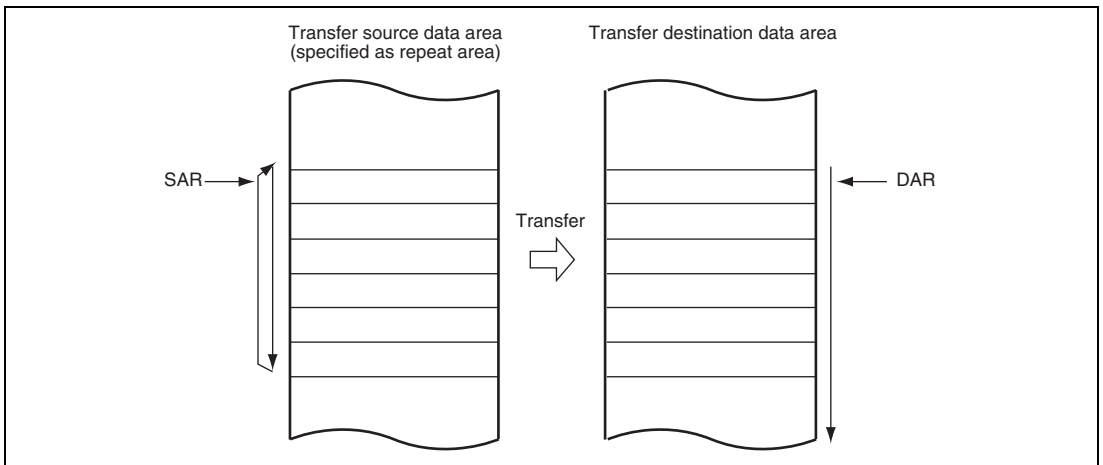 Transfer source data area
(specified as repeat area)
Transfer destination data area
SAR
Transfer
DAR